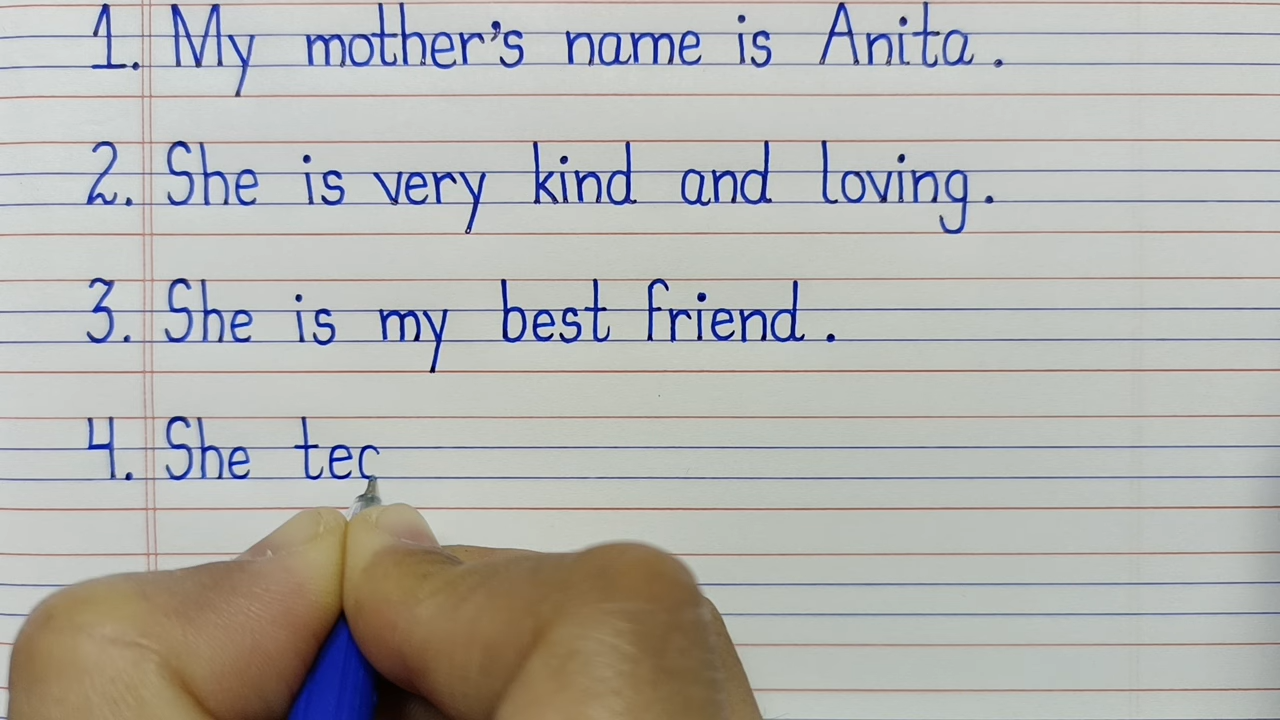 1. My mother's name is Anita.
2. She is very kind and loving.
3. She is my best friend.
4. She